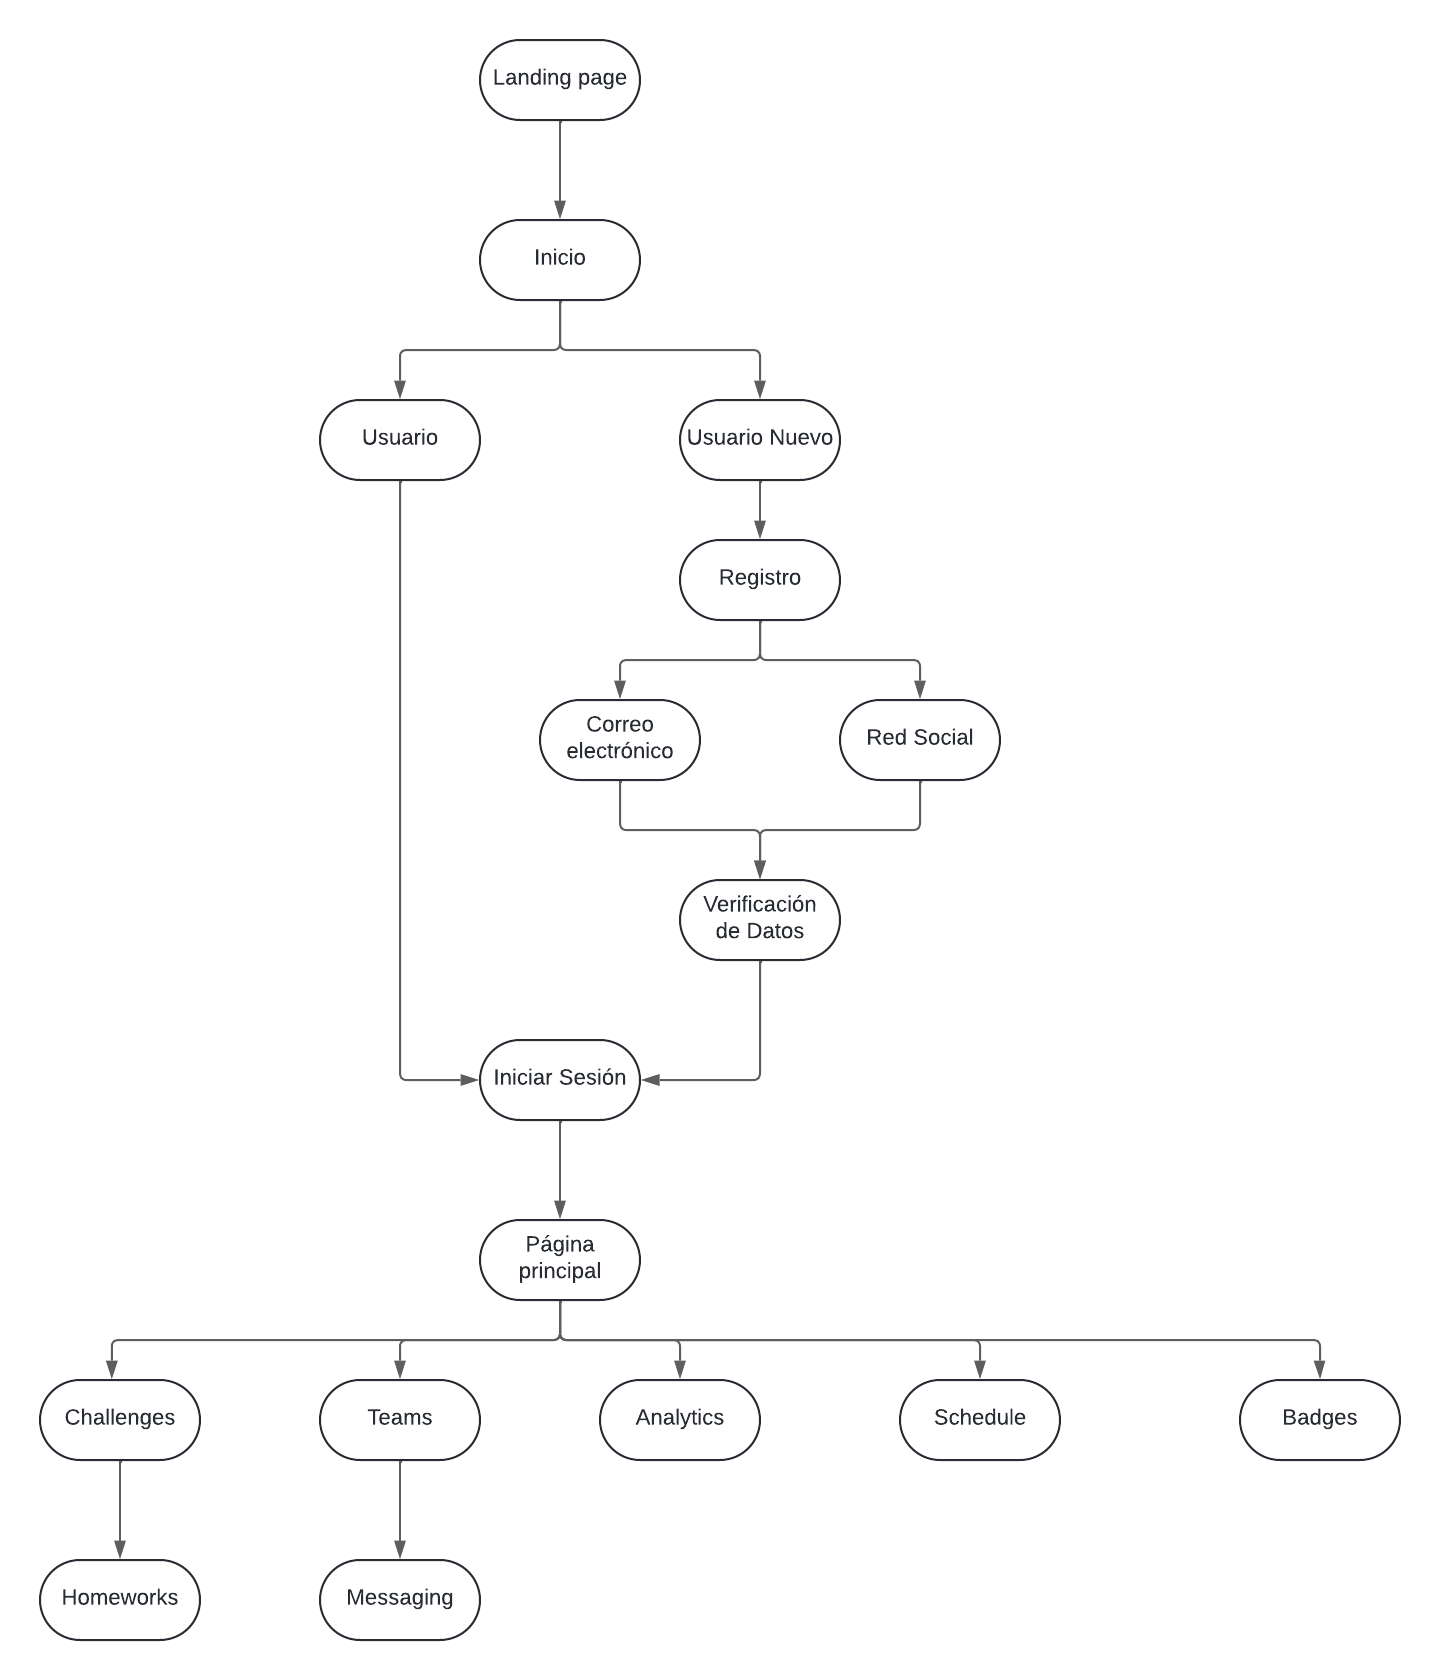 Landing page
Inicio
Usuario
Usuario Nuevo
Registro
Correo
electrónico
Red Social
Verificación
de Datos
Iniciar Sesión
Página
principal
Challenges
Teams
Analytics
Schedule
Badges
Homeworks
Messaging